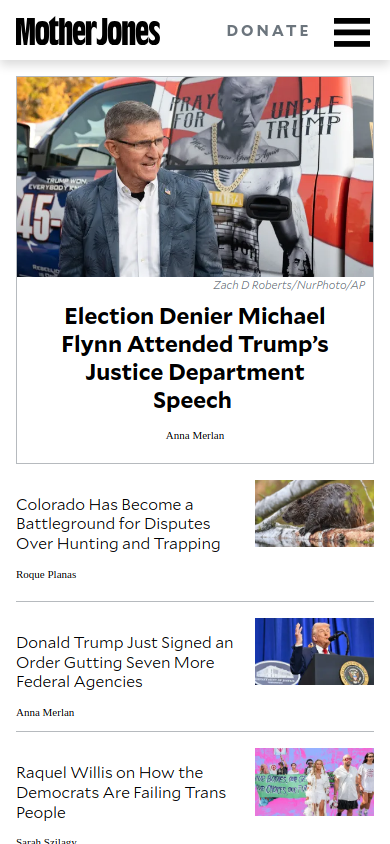 Mother Jones
DONATE
PRAY UNCLE
FOR TRUMP
TRUMP WON
EVERYBODY KNOWS
45
Zach D Roberts/NurPhoto/AP
Election Denier Michael
Flynn Attended Trump's
Justice Department
Speech
Anna Merlan
Colorado Has Become a
Battleground for Disputes
Over Hunting and Trapping
Roque Planas
Donald Trump Just Signed an
Order Gutting Seven More
Federal Agencies
Anna Merlan
Raquel Willis on How the
Democrats Are Failing Trans
People
Sarah Szilagy